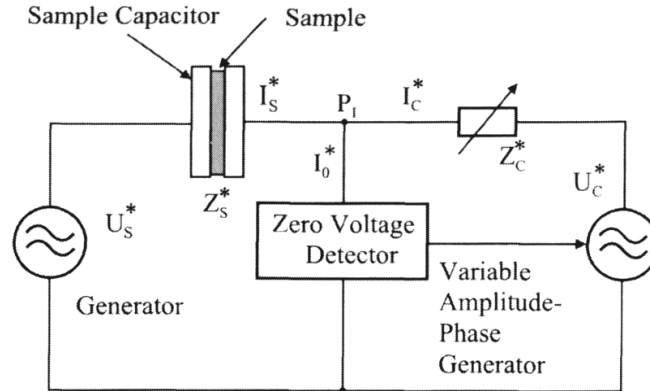 Sample Capacitor
Sample
I*S
P1
I*C
I*0
Z*C
U*S
Z*S
U*C
Zero Voltage
Detector
Generator
Variable
Amplitude-
Phase
Generator